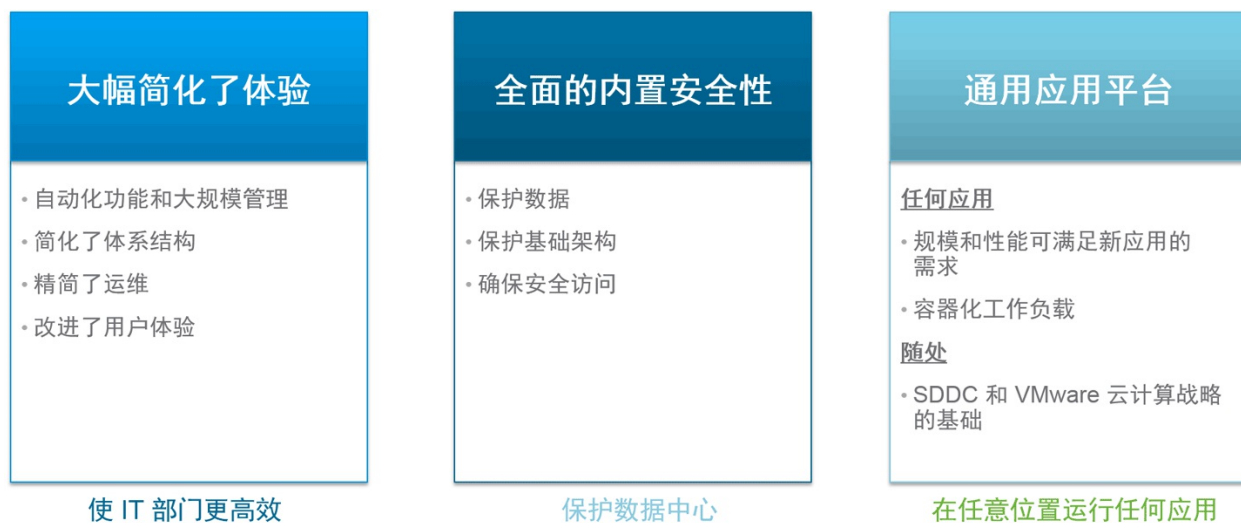 大幅简化了体验
• 自动化功能和大规模管理
• 简化了体系结构
• 精简了运维
• 改进了用户体验
使 IT 部门更高效
全面的内置安全性
• 保护数据
• 保护基础架构
• 确保安全访问
保护数据中心
通用应用平台
任何应用
• 规模和性能可满足新应用的
需求
• 容器化工作负载
随处
• SDDC 和 VMware 云计算战略
的基础
在任意位置运行任何应用